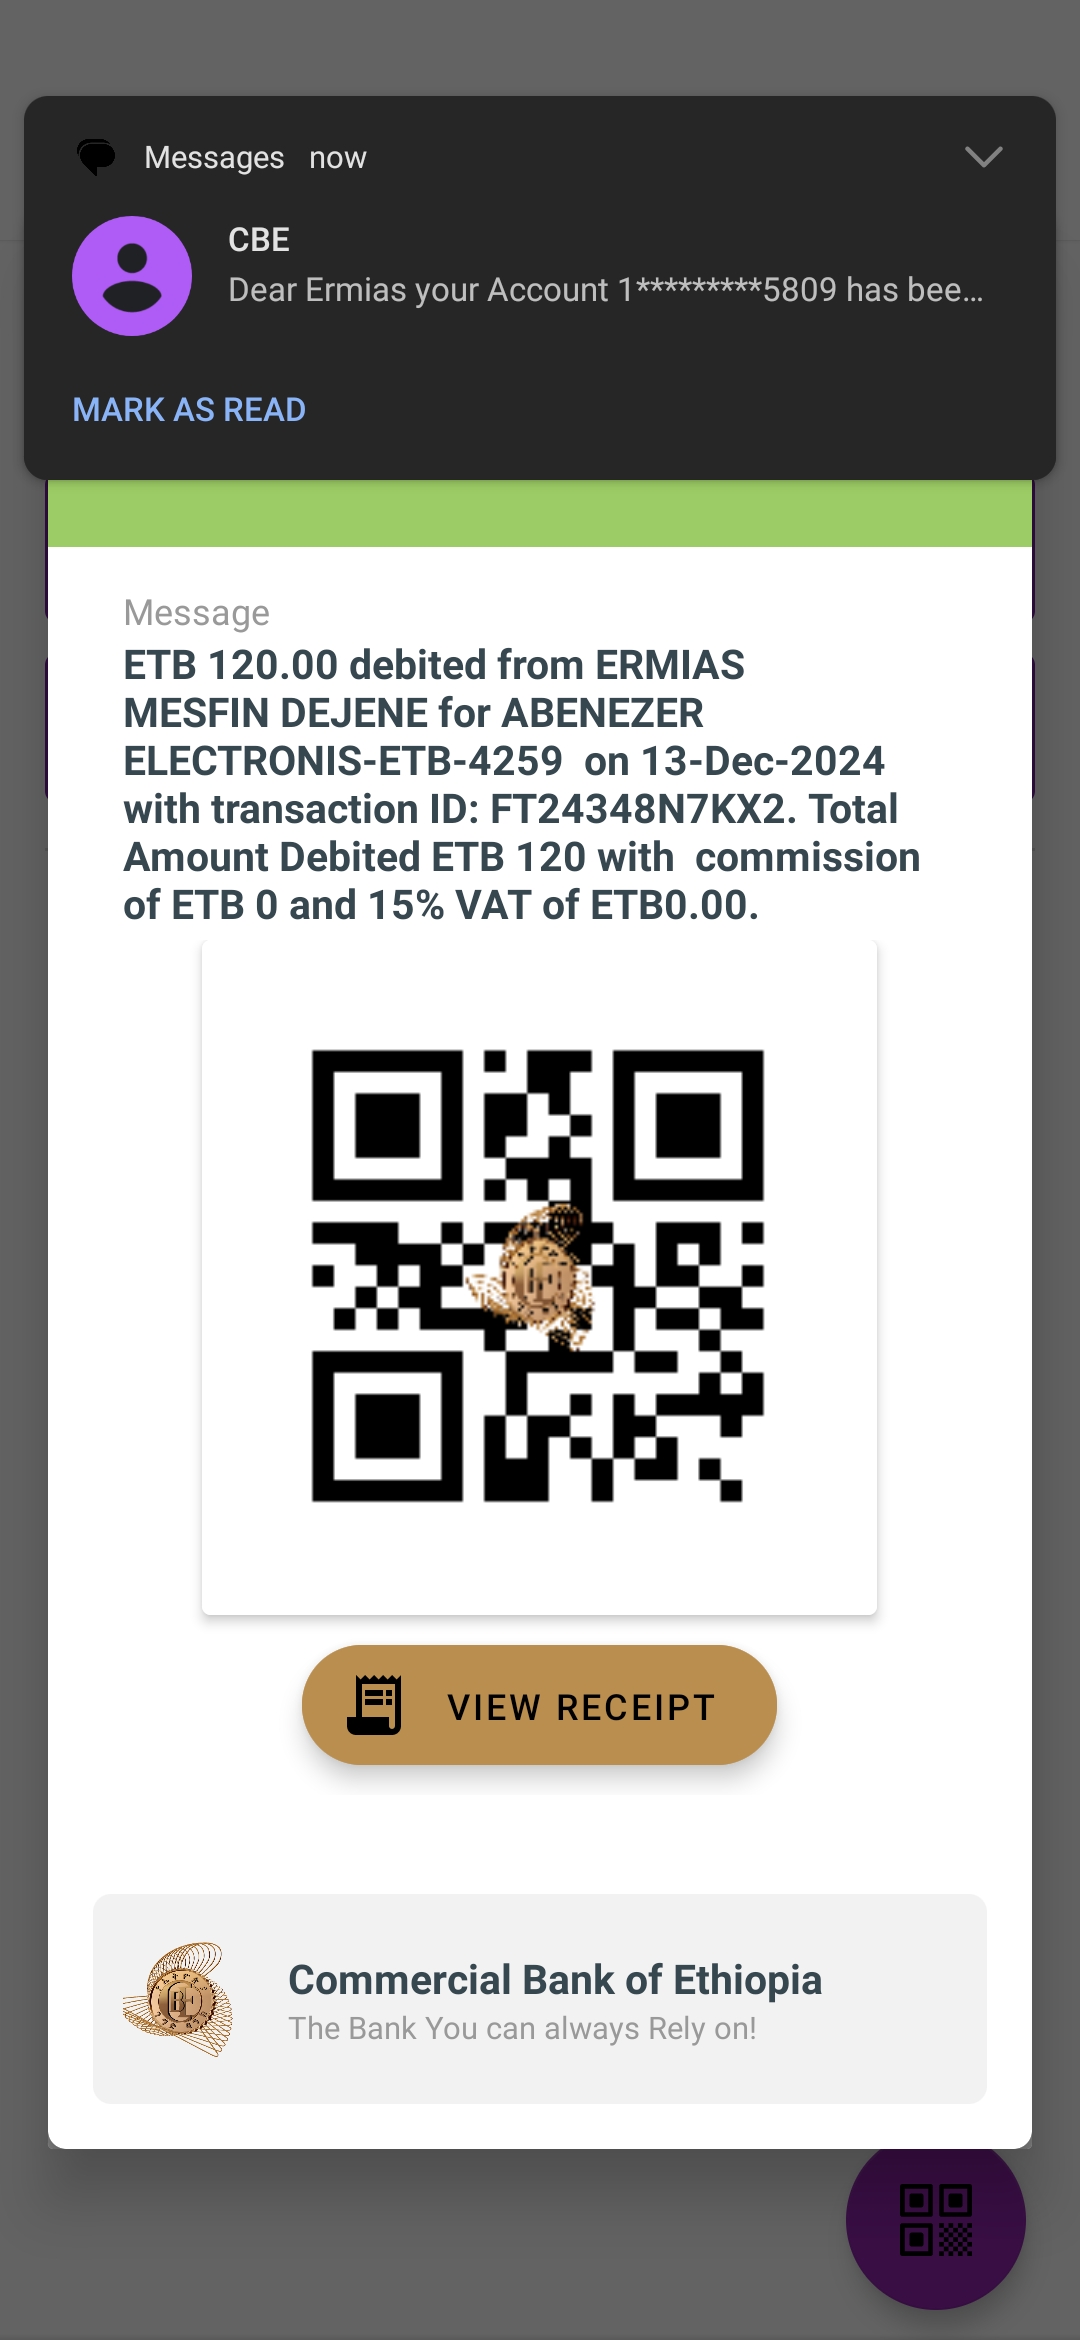 Messages now
CBE
Dear Ermias your Account 1*********5809 has bee...
MARK AS READ
Message
ETB 120.00 debited from ERMIAS
MESFIN DEJENE for ABENEZER
ELECTRONIS-ETB-4259  on 13-Dec-2024
with transaction ID: FT24348N7KX2. Total
Amount Debited ETB 120 with  commission
of ETB 0 and 15% VAT of ETB0.00.
VIEW RECEIPT
Commercial Bank of Ethiopia
The Bank You can always Rely on!